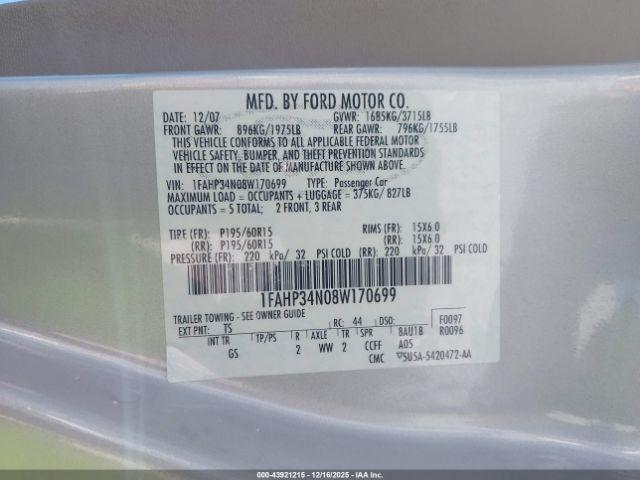 MFD. BY FORD MOTOR CO.
DATE: 12/07 GVWR: 1685KG/3715LB
FRONT GAWR: 896KG/1975LB REAR GAWR: 796KG/1755LB
THIS VEHICLE CONFORMS TO ALL APPLICABLE FEDERAL MOTOR
VEHICLE SAFETY, BUMPER, AND THEFT PREVENTION STANDARDS
IN EFFECT ON THE DATE OF MANUFACTURE SHOWN ABOVE.
VIN: 1FAHP34N08W170699 TYPE: Passenger Car
MAXIMUM LOAD = OCCUPANTS + LUGGAGE = 375KG/ 827LB
OCCUPANTS = 5 TOTAL; 2 FRONT, 3 REAR
TIRE (FR): P195/60R15 RIMS (FR): 15X6.0
(RR): P195/60R15 (RR): 15X6.0
PRESSURE (FR): 220 kPa/ 32 PSI COLD (RR): 220 kPa/ 32 PSI COLD
1FAHP34N08W170699
TRAILER TOWING - SEE OWNER GUIDE
EXT PNT: TS RC: 44 DSO: F0097
INT TR TP/PS R AXLE TR SPR BAU1B R0096
GS 2 WW 2 CCFF A05
CMC 5U5A-5420472-AA
00-43921215 - 12/16/2025 - IAA Inc. All Rights Reserved